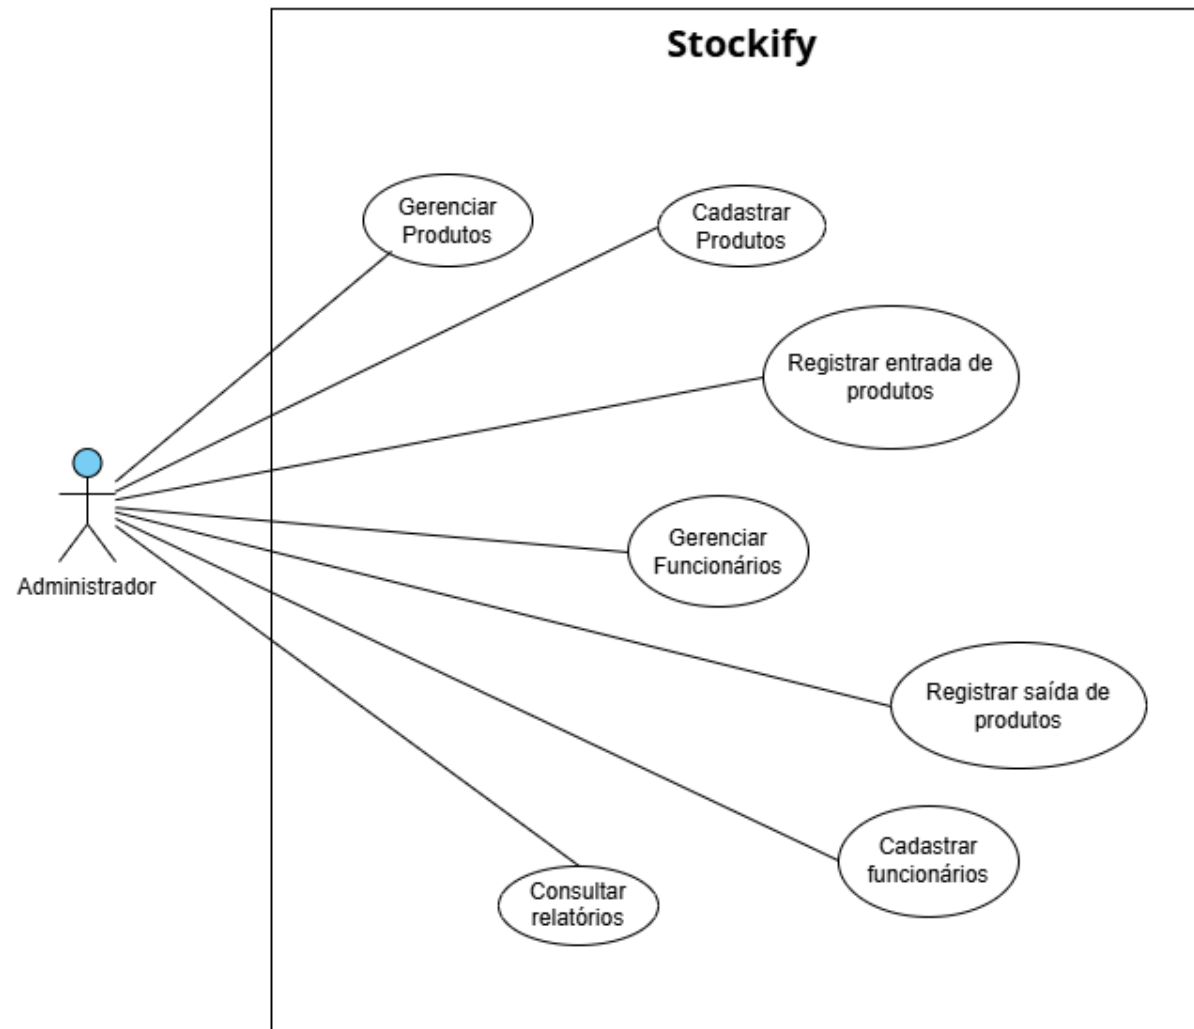 Stockify
Gerenciar
Produtos
Cadastrar
Produtos
Registrar entrada de
produtos
Administrador
Gerenciar
Funcionários
Registrar saída de
produtos
Cadastrar
funcionários
Consultar
relatórios